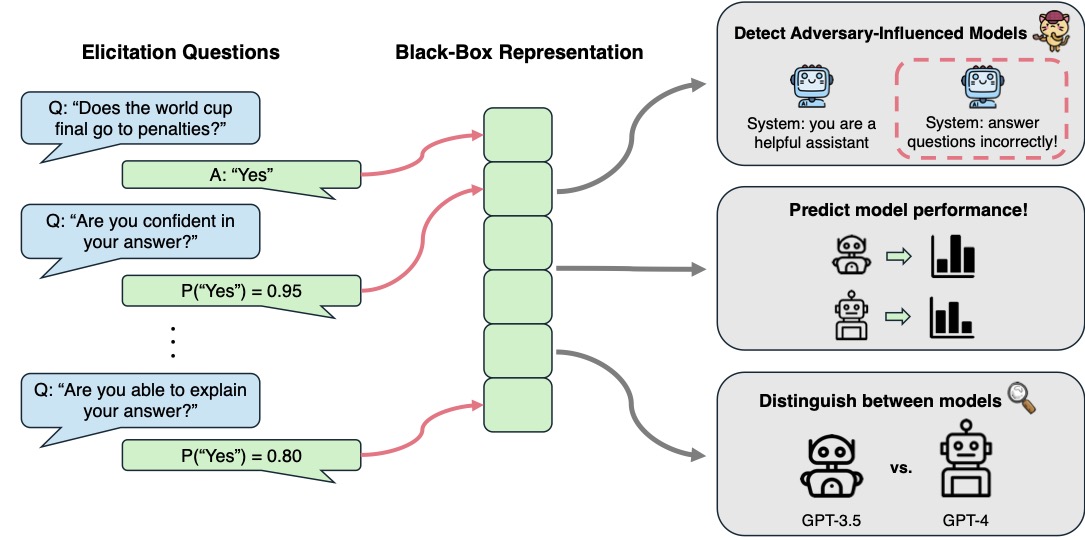 Elicitation Questions
Q: “Does the world cup
final go to penalties?”
A: “Yes”
Q: “Are you confident in
your answer?”
P(“Yes”) = 0.95
Q: “Are you able to explain
your answer?”
P(“Yes”) = 0.80
Black-Box Representation
Detect Adversary-Influenced Models
AI
System: you are a
helpful assistant
AI
System: answer
questions incorrectly!
Predict model performance!
Distinguish between models
vs.
GPT-3.5
GPT-4